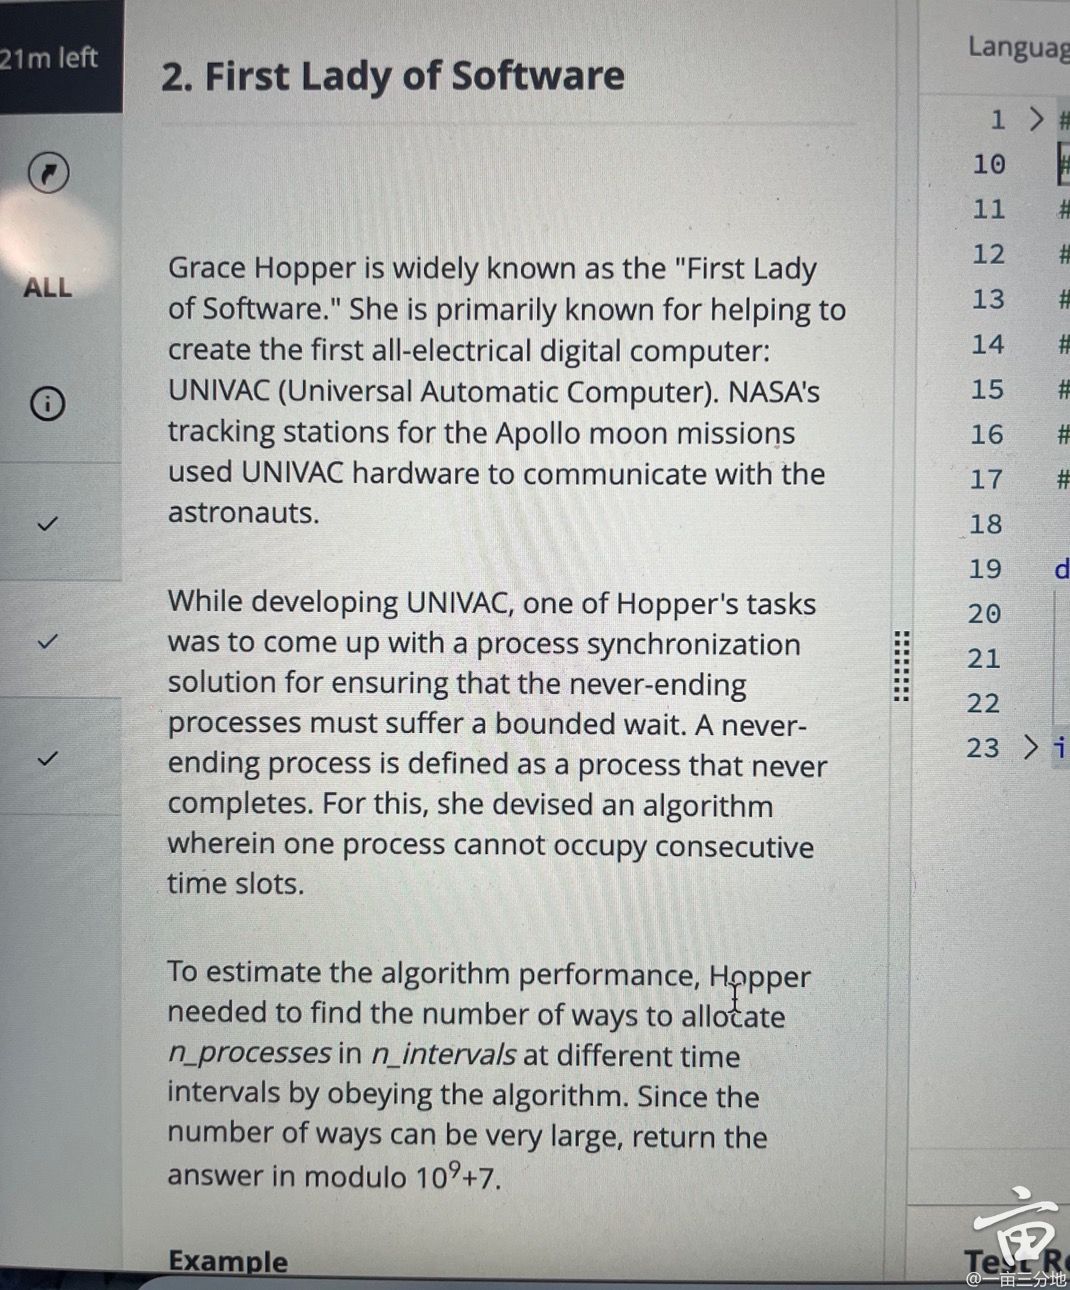 21m left
ALL
2. First Lady of Software
Grace Hopper is widely known as the "First Lady
of Software." She is primarily known for helping to
create the first all-electrical digital computer:
UNIVAC (Universal Automatic Computer). NASA's
tracking stations for the Apollo moon missions
used UNIVAC hardware to communicate with the
astronauts.
While developing UNIVAC, one of Hopper's tasks
was to come up with a process synchronization
solution for ensuring that the never-ending
processes must suffer a bounded wait. A never-
ending process is defined as a process that never
completes. For this, she devised an algorithm
wherein one process cannot occupy consecutive
time slots.
To estimate the algorithm performance, Hopper
needed to find the number of ways to allocate
n_processes in n_intervals at different time
intervals by obeying the algorithm. Since the
number of ways can be very large, return the
answer in modulo 10⁹+7.
Example
Languag
1 > #
10 #
11 #
12 #
13 #
14 #
15 #
16 #
17 #
18
19 d
20
21
22
23 > i
Test Re
亩
@一亩三分地